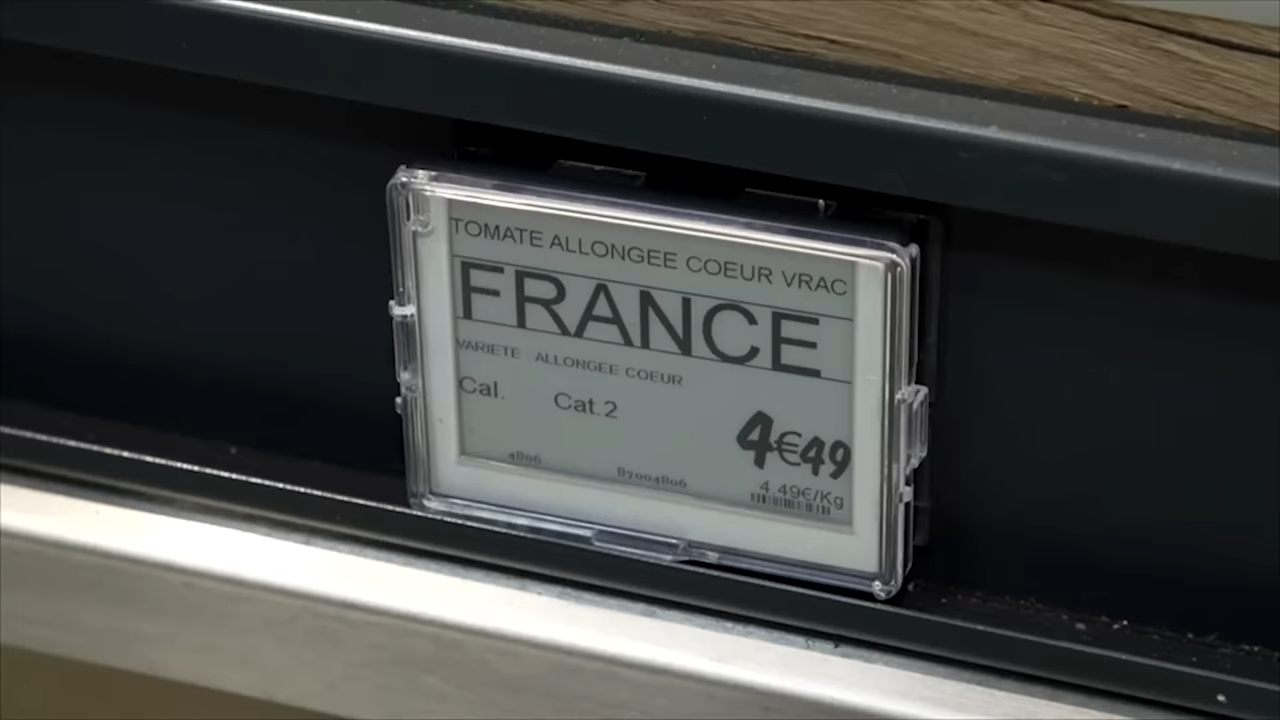 TOMATE ALLONGEE COEUR VRAC
FRANCE
VARIETE ALLONGEE COEUR
Cal. Cat.2
4€49
4806 87004806 4.49€/Kg